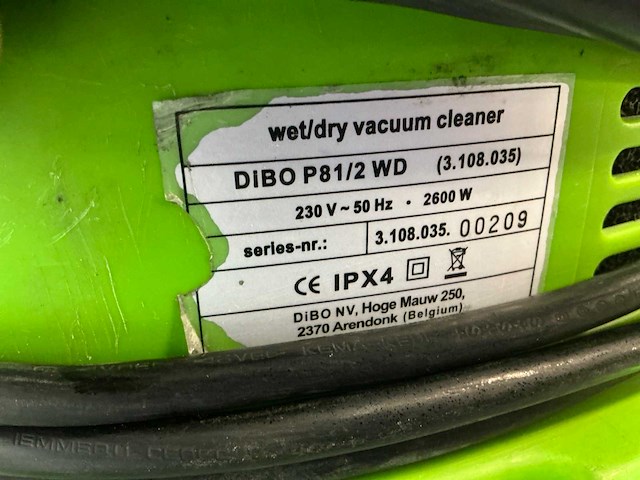 wet/dry vacuum cleaner
DiBO P81/2 WD (3.108.035)
230 V ~ 50 Hz • 2600 W
series-nr.: 3.108.035. 00209
CE IPX4
DiBO NV, Hoge Mauw 250,
2370 Arendonk (Belgium)